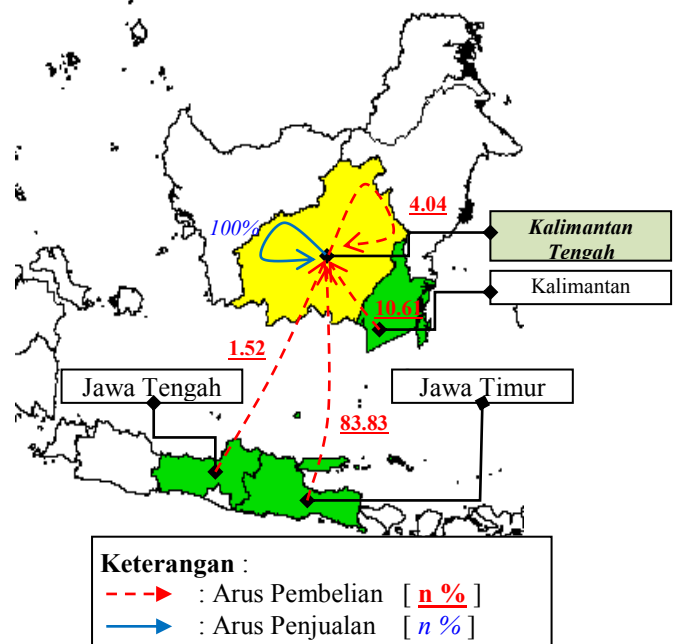 4.04
100%
Kalimantan
Tengah
Kalimantan
10.61
1.52
Jawa Tengah
Jawa Timur
83.83
Keterangan :
: Arus Pembelian [ n % ]
: Arus Penjualan [ n % ]